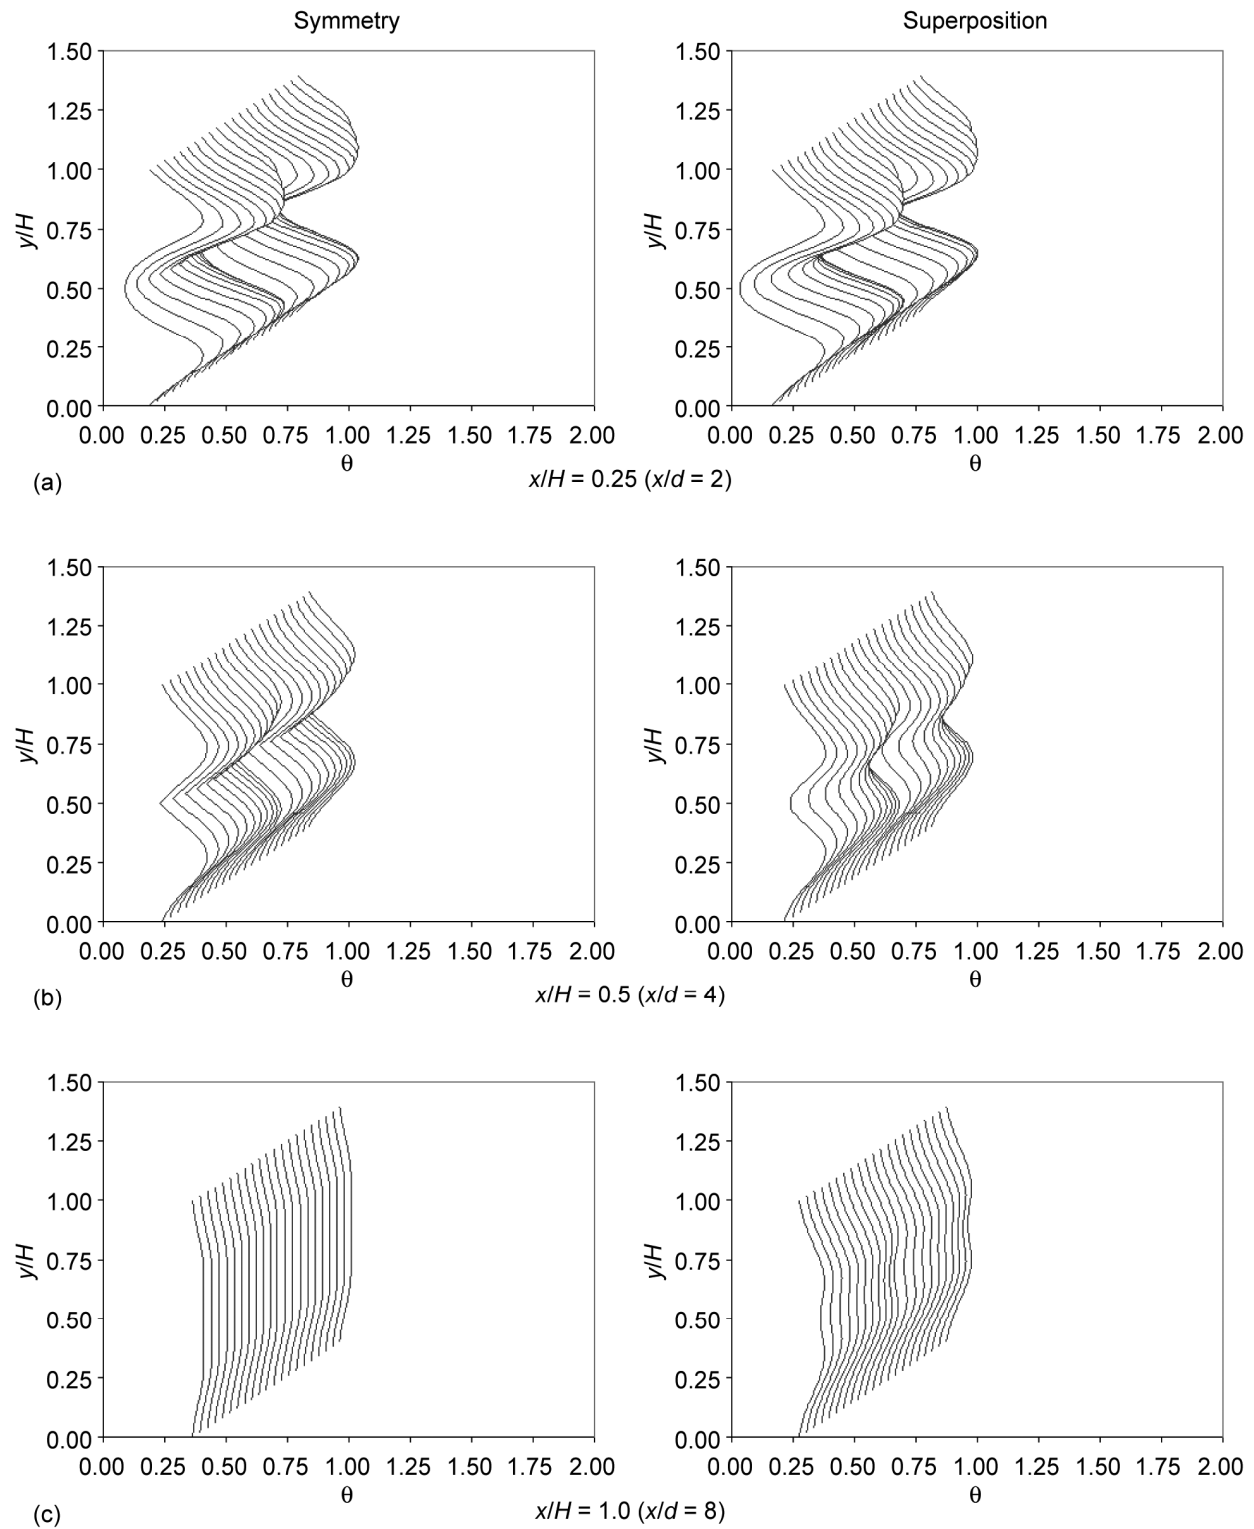 Symmetry Superposition
1.50 1.50
1.25 1.25
1.00 1.00
y/H 0.75 y/H 0.75
0.50 0.50
0.25 0.25
0.00 0.00
0.00 0.25 0.50 0.75 1.00 1.25 1.50 1.75 2.00 0.00 0.25 0.50 0.75 1.00 1.25 1.50 1.75 2.00
θ θ
(a) x/H = 0.25 (x/d = 2)
1.50 1.50
1.25 1.25
1.00 1.00
y/H 0.75 y/H 0.75
0.50 0.50
0.25 0.25
0.00 0.00
0.00 0.25 0.50 0.75 1.00 1.25 1.50 1.75 2.00 0.00 0.25 0.50 0.75 1.00 1.25 1.50 1.75 2.00
θ θ
(b) x/H = 0.5 (x/d = 4)
1.50 1.50
1.25 1.25
1.00 1.00
y/H 0.75 y/H 0.75
0.50 0.50
0.25 0.25
0.00 0.00
0.00 0.25 0.50 0.75 1.00 1.25 1.50 1.75 2.00 0.00 0.25 0.50 0.75 1.00 1.25 1.50 1.75 2.00
θ θ
(c) x/H = 1.0 (x/d = 8)